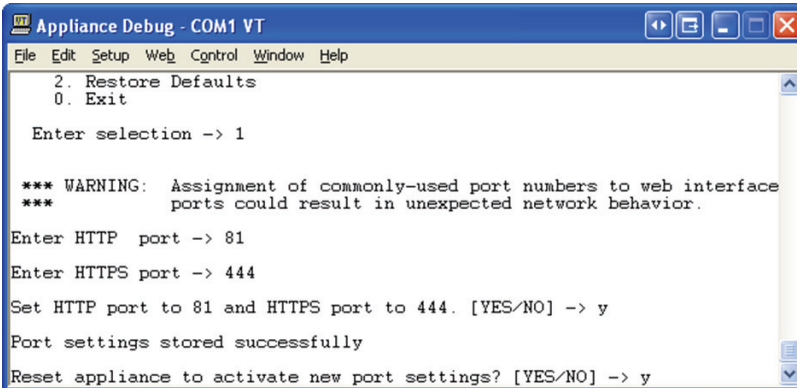 Appliance Debug - COM1 VT
File Edit Setup Web Control Window Help
2. Restore Defaults
0. Exit
Enter selection -> 1
*** WARNING: Assignment of commonly-used port numbers to web interface
*** ports could result in unexpected network behavior.
Enter HTTP port -> 81
Enter HTTPS port -> 444
Set HTTP port to 81 and HTTPS port to 444. [YES/NO] -> y
Port settings stored successfully
Reset appliance to activate new port settings? [YES/NO] -> y